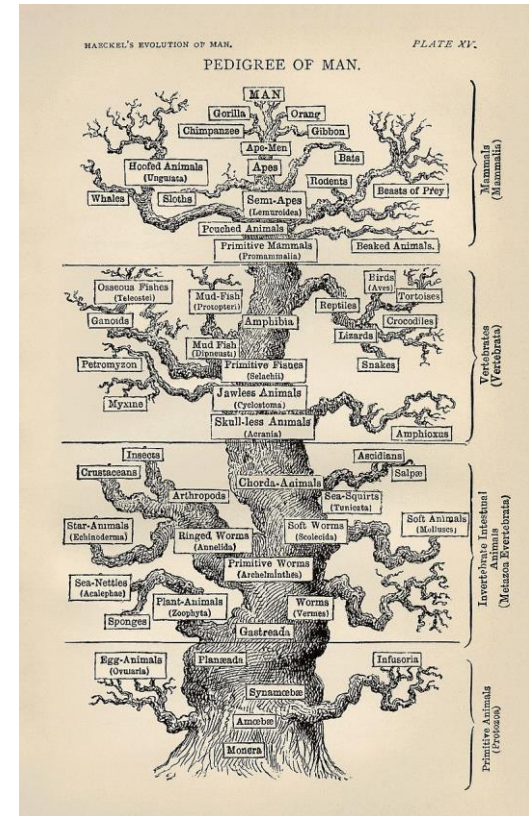 HAECKEL'S EVOLUTION OF MAN.
PLATE XV.
PEDIGREE OF MAN.
MAN
Gorilla
Orang
Chimpanzee
Gibbon
Ape-Men
Bats
Hoofed Animals
(Ungulata)
Apes
Rodents
Beasts of Prey
Whales
Sloths
Semi-Apes
(Lemuroidea)
Pouched Animals
Primitive Mammals
(Promammalia)
Beaked Animals.
Mammals
(Mammalia)
Osseous Fishes
(Teleostei)
Mud-Fish
(Protopteri)
Birds
(Aves)
Tortoises
Reptiles
Ganoids
Amphibia
Crocodiles
Lizards
Mud Fish
(Dipneusti)
Petromyzon
Primitive Fishes
(Selachii)
Snakes
Jawless Animals
(Cyclostoma)
Myxine
Skull-less Animals
(Acrania)
Amphioxus
Vertebrates
(Vertebrata)
Insects
Ascidians
Crustaceans
Salpæ
Chorda-Animals
Arthropods
Sea-Squirts
(Tunicata)
Star-Animals
(Echinoderma)
Soft Worms
(Scolecida)
Soft Animals
(Molluscs)
Ringed Worms
(Annelida)
Primitive Worms
(Archelminthes)
Sea-Nettles
(Acalephae)
Plant-Animals
(Zoophyta)
Worms
(Vermes)
Sponges
Gastreada
Invertebrate Intestinal
Animals
(Metazoa Evertebrata)
Egg-Animals
(Ovularia)
Planæada
Infusoria
Synamœbæ
Amœbæ
Monera
Primitive Animals
(Protozoa)